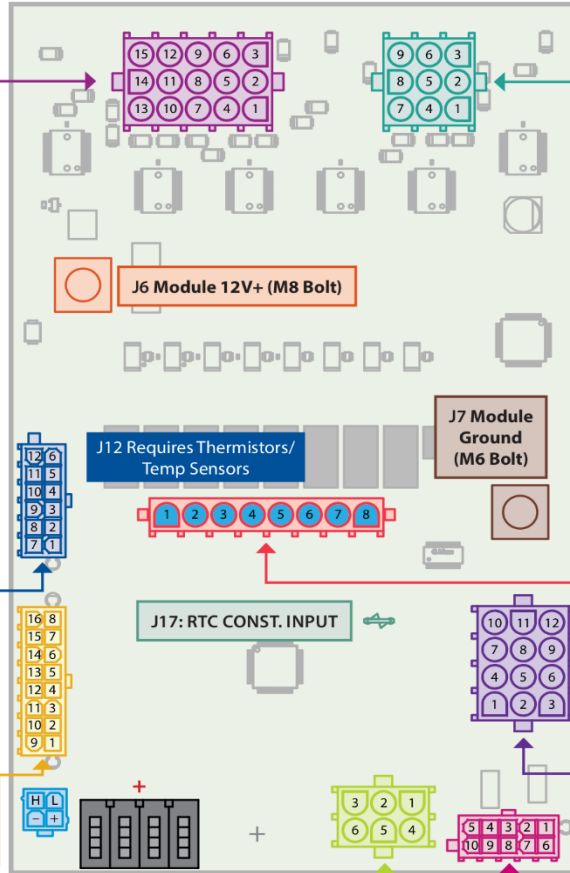 15 12 9 6 3
14 11 8 5 2
13 10 7 4 1
9 6 3
8 5 2
7 4 1
J6 Module 12V+ (M8 Bolt)
J7 Module
Ground
(M6 Bolt)
J12 Requires Thermistors/
Temp Sensors
12 6
11 5
10 4
9 3
8 2
7 1
1 2 3 4 5 6 7 8
J17: RTC CONST. INPUT
16 8
15 7
14 6
13 5
12 4
11 3
10 2
9 1
10 11 12
7 8 9
4 5 6
1 2 3
H L
− +
+
+
3 2 1
6 5 4
5 4 3 2 1
10 9 8 7 6